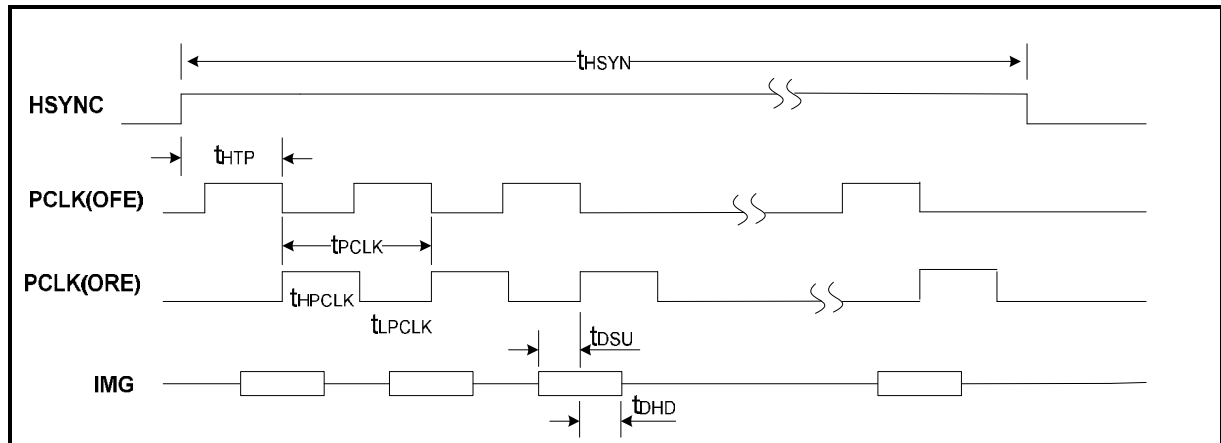 tHSYN
HSYNC
tHTP
PCLK(OFE)
tPCLK
PCLK(ORE)
tHPCLK
tLPCLK
tDSU
IMG
tDHD